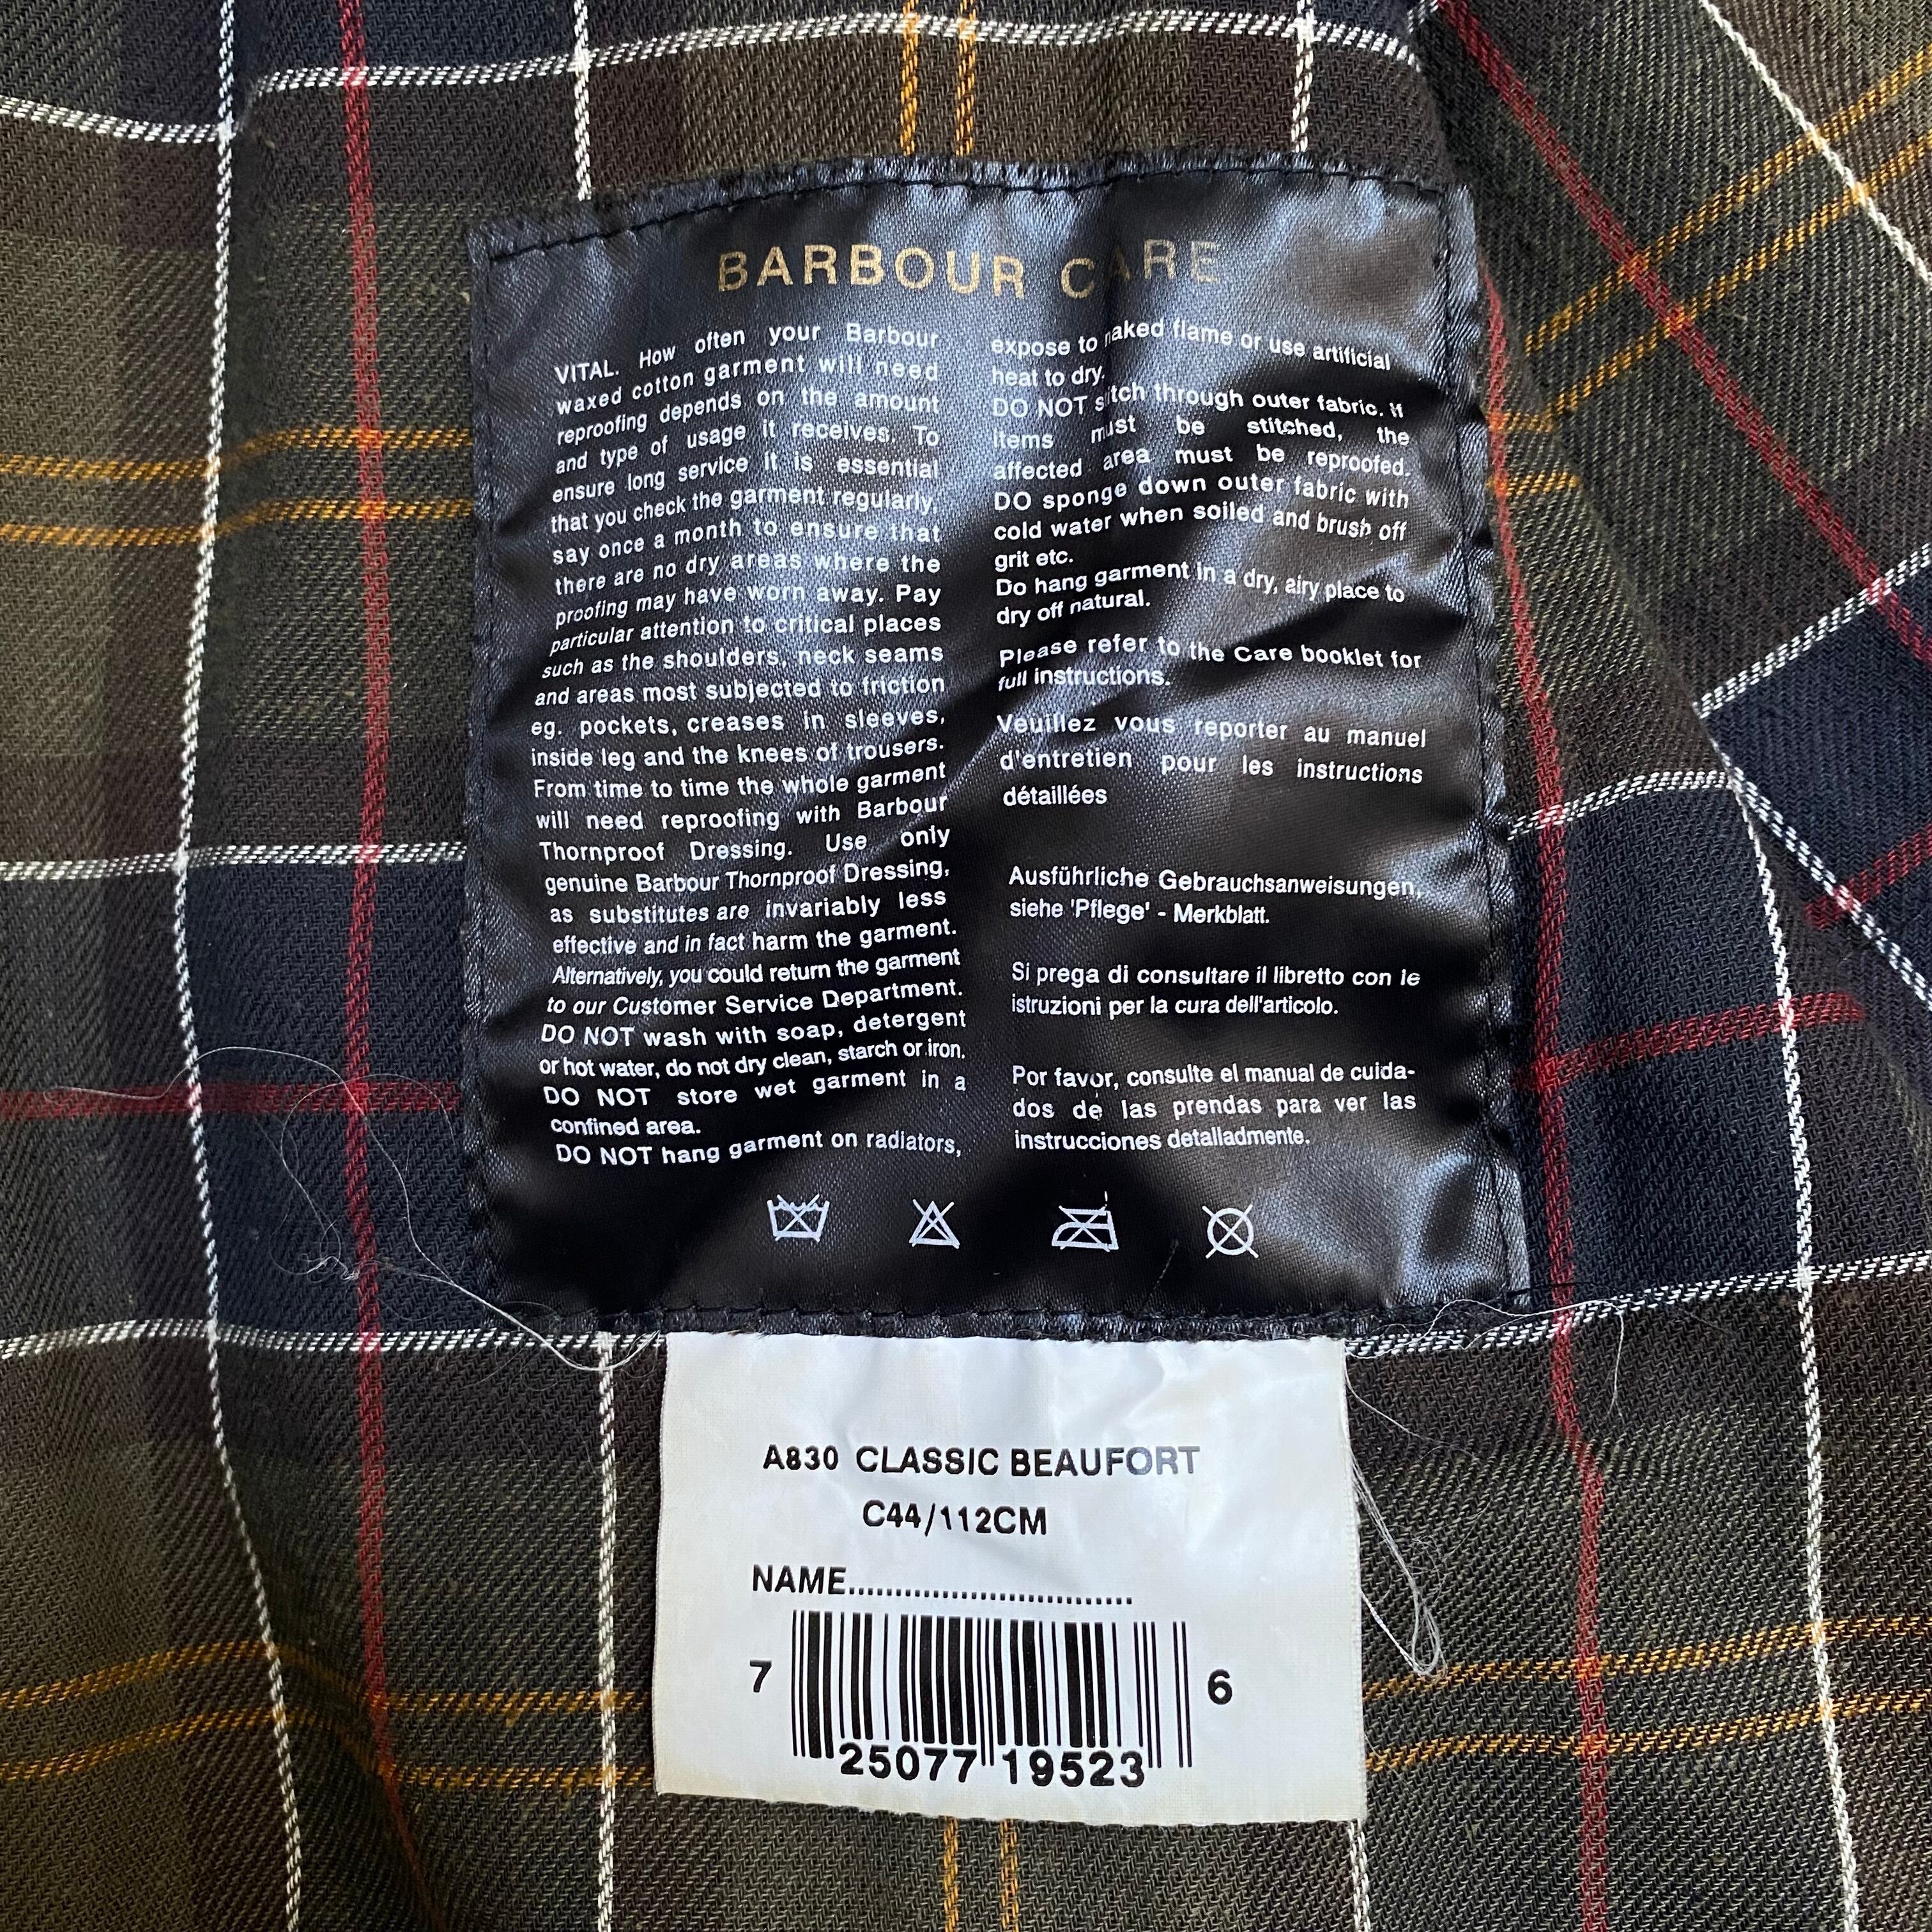 BARBOUR CARE
VITAL. How often your Barbour
waxed cotton garment will need
reproofing depends on the amount
and type of usage it receives. To
ensure long service it is essential
that you check the garment regularly,
say once a month to ensure that
there are no dry areas where the
proofing may have worn away. Pay
particular attention to critical places
such as the shoulders, neck seams
and areas most subjected to friction
eg. pockets, creases in sleeves,
inside leg and the knees of trousers.
From time to time the whole garment
will need reproofing with Barbour
Thornproof Dressing. Use only
genuine Barbour Thornproof Dressing,
as substitutes are invariably less
effective and in fact harm the garment.
Alternatively, you could return the garment
to our Customer Service Department.
DO NOT wash with soap, detergent
or hot water, do not dry clean, starch or iron.
DO NOT store wet garment in a
confined area.
DO NOT hang garment on radiators,
expose to naked flame or use artificial
heat to dry.
DO NOT stitch through outer fabric. If
items must be stitched, the
affected area must be reproofed.
DO sponge down outer fabric with
cold water when soiled and brush off
grit etc.
Do hang garment in a dry, airy place to
dry off natural.
Please refer to the Care booklet for
full instructions.
Veuillez vous reporter au manuel
d'entretien pour les instructions
détaillées
Ausführliche Gebrauchsanweisungen,
siehe 'Pflege' - Merkblatt.
Si prega di consultare il libretto con le
istruzioni per la cura dell'articolo.
Por favor, consulte el manual de cuida-
dos de las prendas para ver las
instrucciones detalladmente.
A830 CLASSIC BEAUFORT
C44/112CM
NAME..............................
7 25077 19523 6